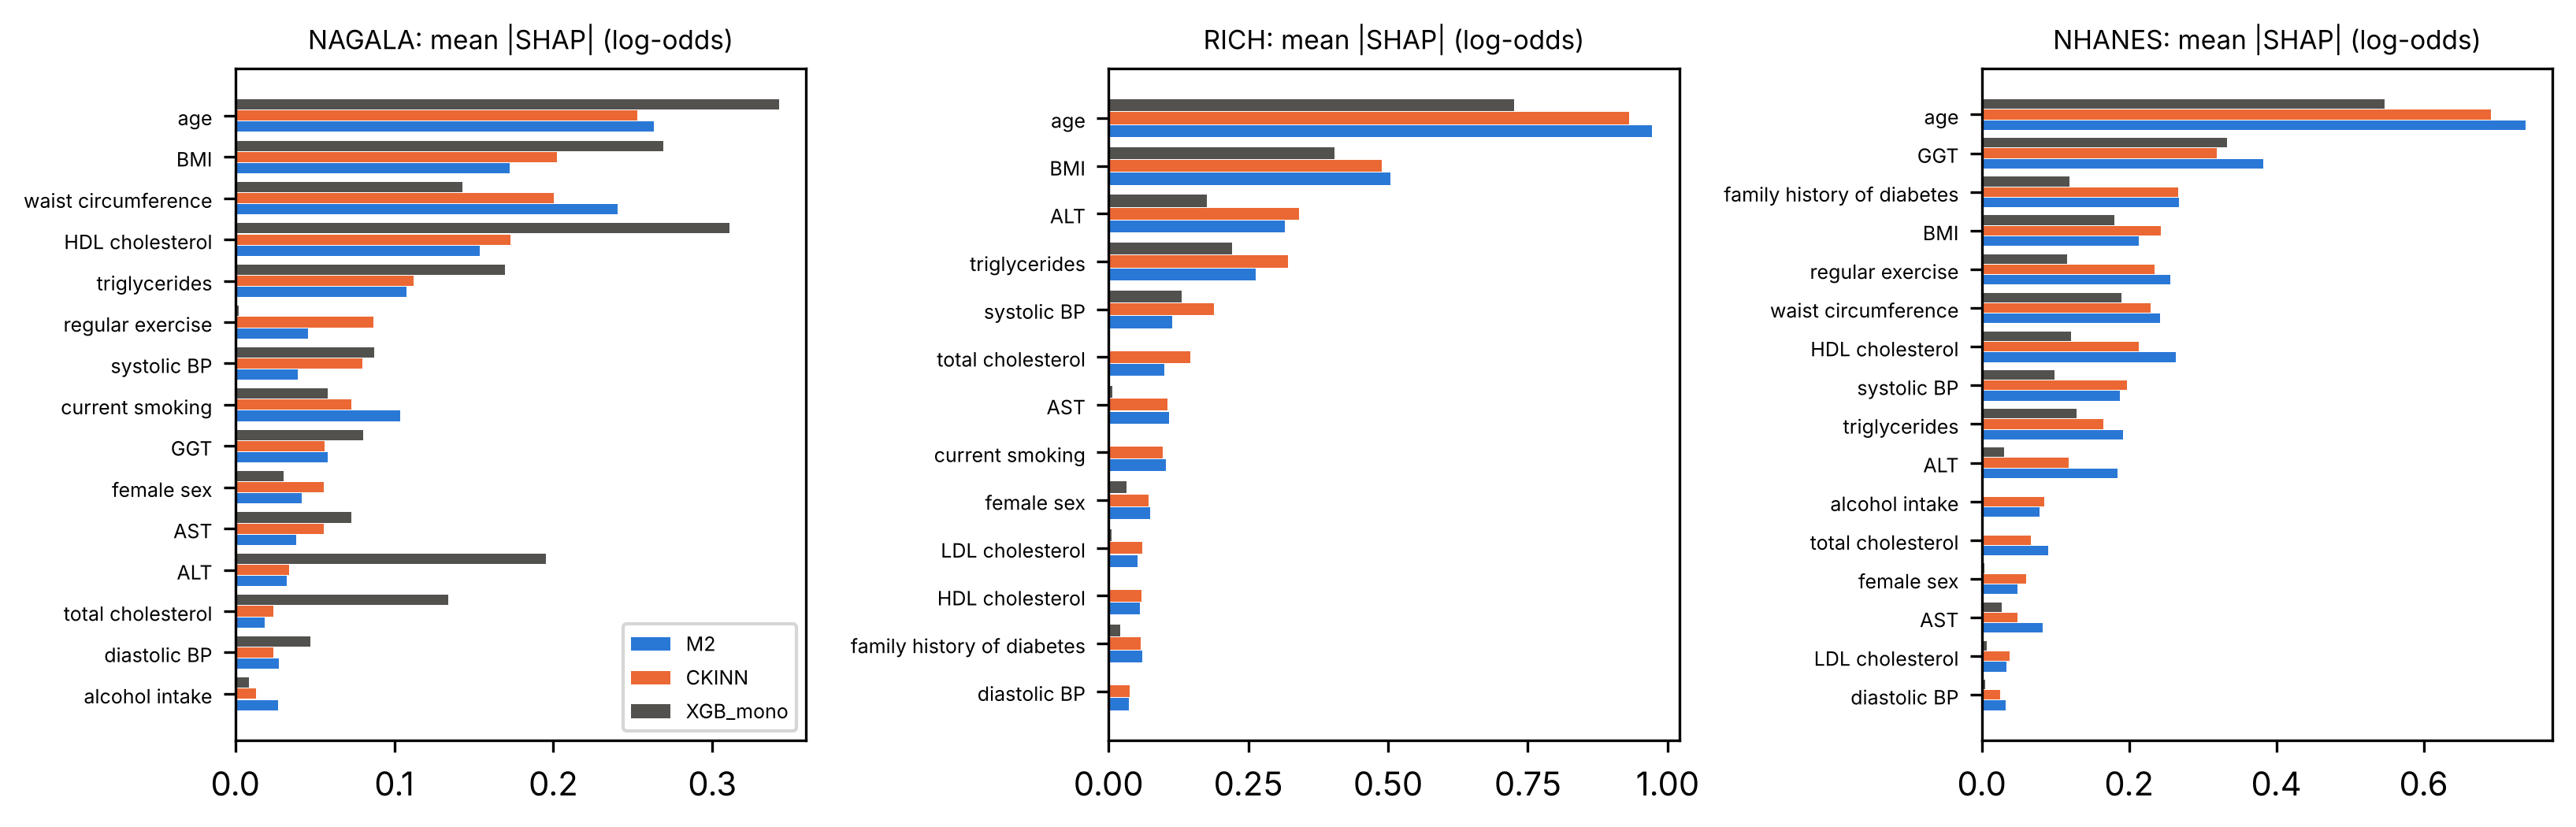 NAGALA: mean |SHAP| (log-odds)
age
BMI
waist circumference
HDL cholesterol
triglycerides
regular exercise
systolic BP
current smoking
GGT
female sex
AST
ALT
total cholesterol
diastolic BP
alcohol intake
M2
CKINN
XGB_mono
0.0 0.1 0.2 0.3
RICH: mean |SHAP| (log-odds)
age
BMI
ALT
triglycerides
systolic BP
total cholesterol
AST
current smoking
female sex
LDL cholesterol
HDL cholesterol
family history of diabetes
diastolic BP
0.00 0.25 0.50 0.75 1.00
NHANES: mean |SHAP| (log-odds)
age
GGT
family history of diabetes
BMI
regular exercise
waist circumference
HDL cholesterol
systolic BP
triglycerides
ALT
alcohol intake
total cholesterol
female sex
AST
LDL cholesterol
diastolic BP
0.0 0.2 0.4 0.6